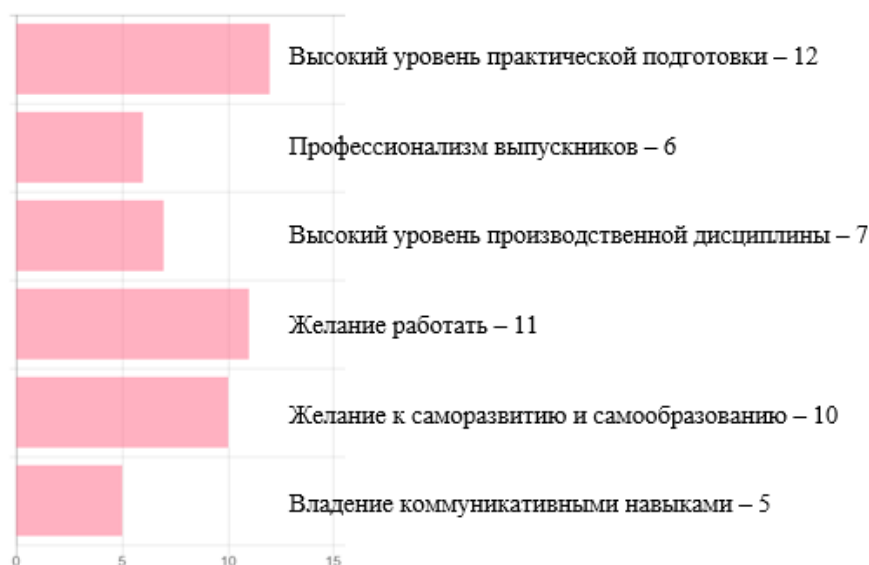 Высокий уровень практической подготовки – 12
Профессионализм выпускников – 6
Высокий уровень производственной дисциплины – 7
Желание работать – 11
Желание к саморазвитию и самообразованию – 10
Владение коммуникативными навыками – 5
0 5 10 15